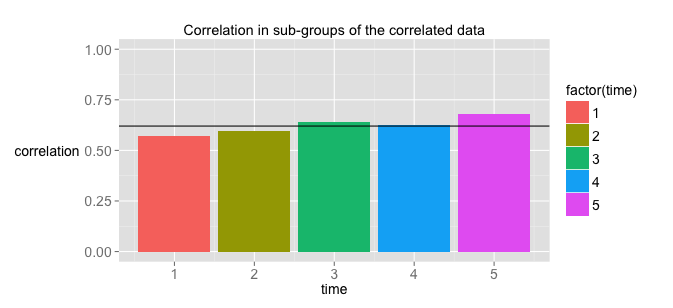 Correlation in sub-groups of the correlated data
1.00
0.75
0.50
0.25
0.00
correlation
1 2 3 4 5
time
factor(time)
1
2
3
4
5